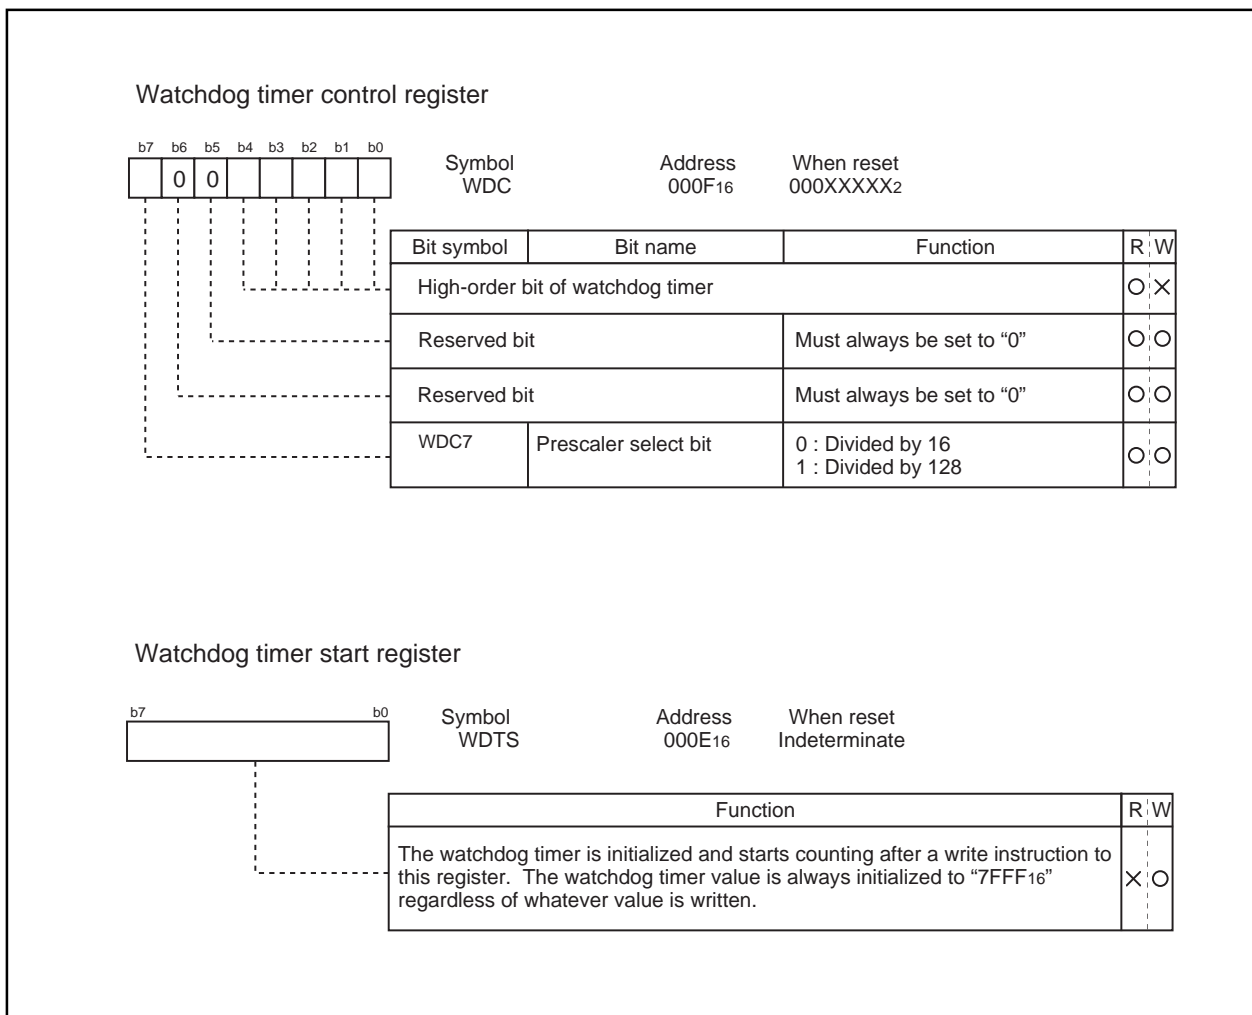 Watchdog timer control register
b7 b6 b5 b4 b3 b2 b1 b0
0 0
Symbol Address When reset
WDC 000F16 000XXXXX2
Bit symbol Bit name Function R W
High-order bit of watchdog timer O X
Reserved bit Must always be set to “0” O O
Reserved bit Must always be set to “0” O O
WDC7 Prescaler select bit 0 : Divided by 16
1 : Divided by 128 O O
Watchdog timer start register
b7 b0
Symbol Address When reset
WDTS 000E16 Indeterminate
Function R W
The watchdog timer is initialized and starts counting after a write instruction to
this register. The watchdog timer value is always initialized to “7FFF16”
regardless of whatever value is written. X O